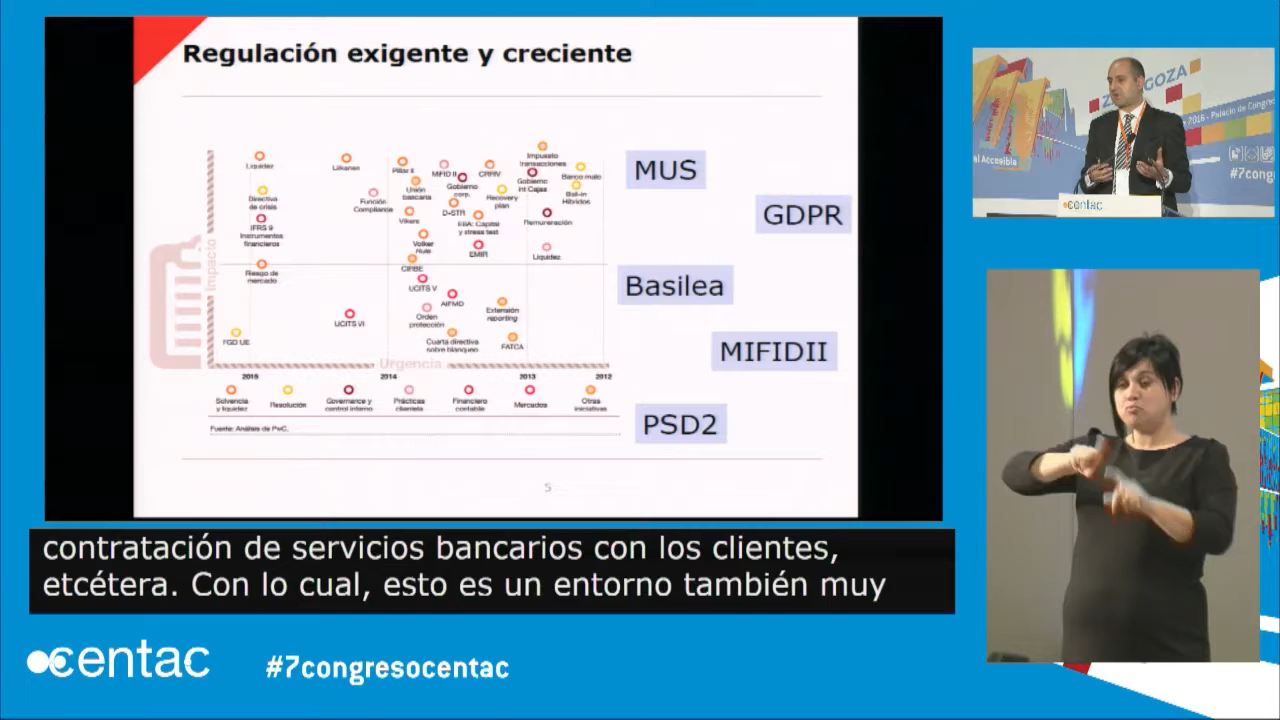 Regulación exigente y creciente
Liquidez
Liikanen
Pillar II
MiFID II
CRRIV
Impuesto
transacciones
Banco malo
Directiva
de crisis
Función
Compliance
Unión
bancaria
Gobierno
corp.
Recovery
plan
Gobierno
int Cajas
Bail-in
Híbridos
IFRS 9
Instrumentos
financieros
Vikers
D-STR
EBA: Capital
y stress test
Remuneración
Volker
Rule
EMIR
Liquidez
Riesgo de
mercado
CIRBE
UCITS V
AIFMD
Extensión
reporting
UCITS VI
Orden
protección
FGD UE
Cuarta directiva
sobre blanqueo
FATCA
Impacto
Urgencia
2015
2014
2013
2012
Solvencia
y liquidez
Resolución
Governance y
control interno
Prácticas
clientela
Financiero
contable
Mercados
Otras
iniciativas
Fuente: Análisis de PwC.
MUS
GDPR
Basilea
MIFIDII
PSD2
5
contratación de servicios bancarios con los clientes,
etcétera. Con lo cual, esto es un entorno también muy
centac
#7congresocentac
centac